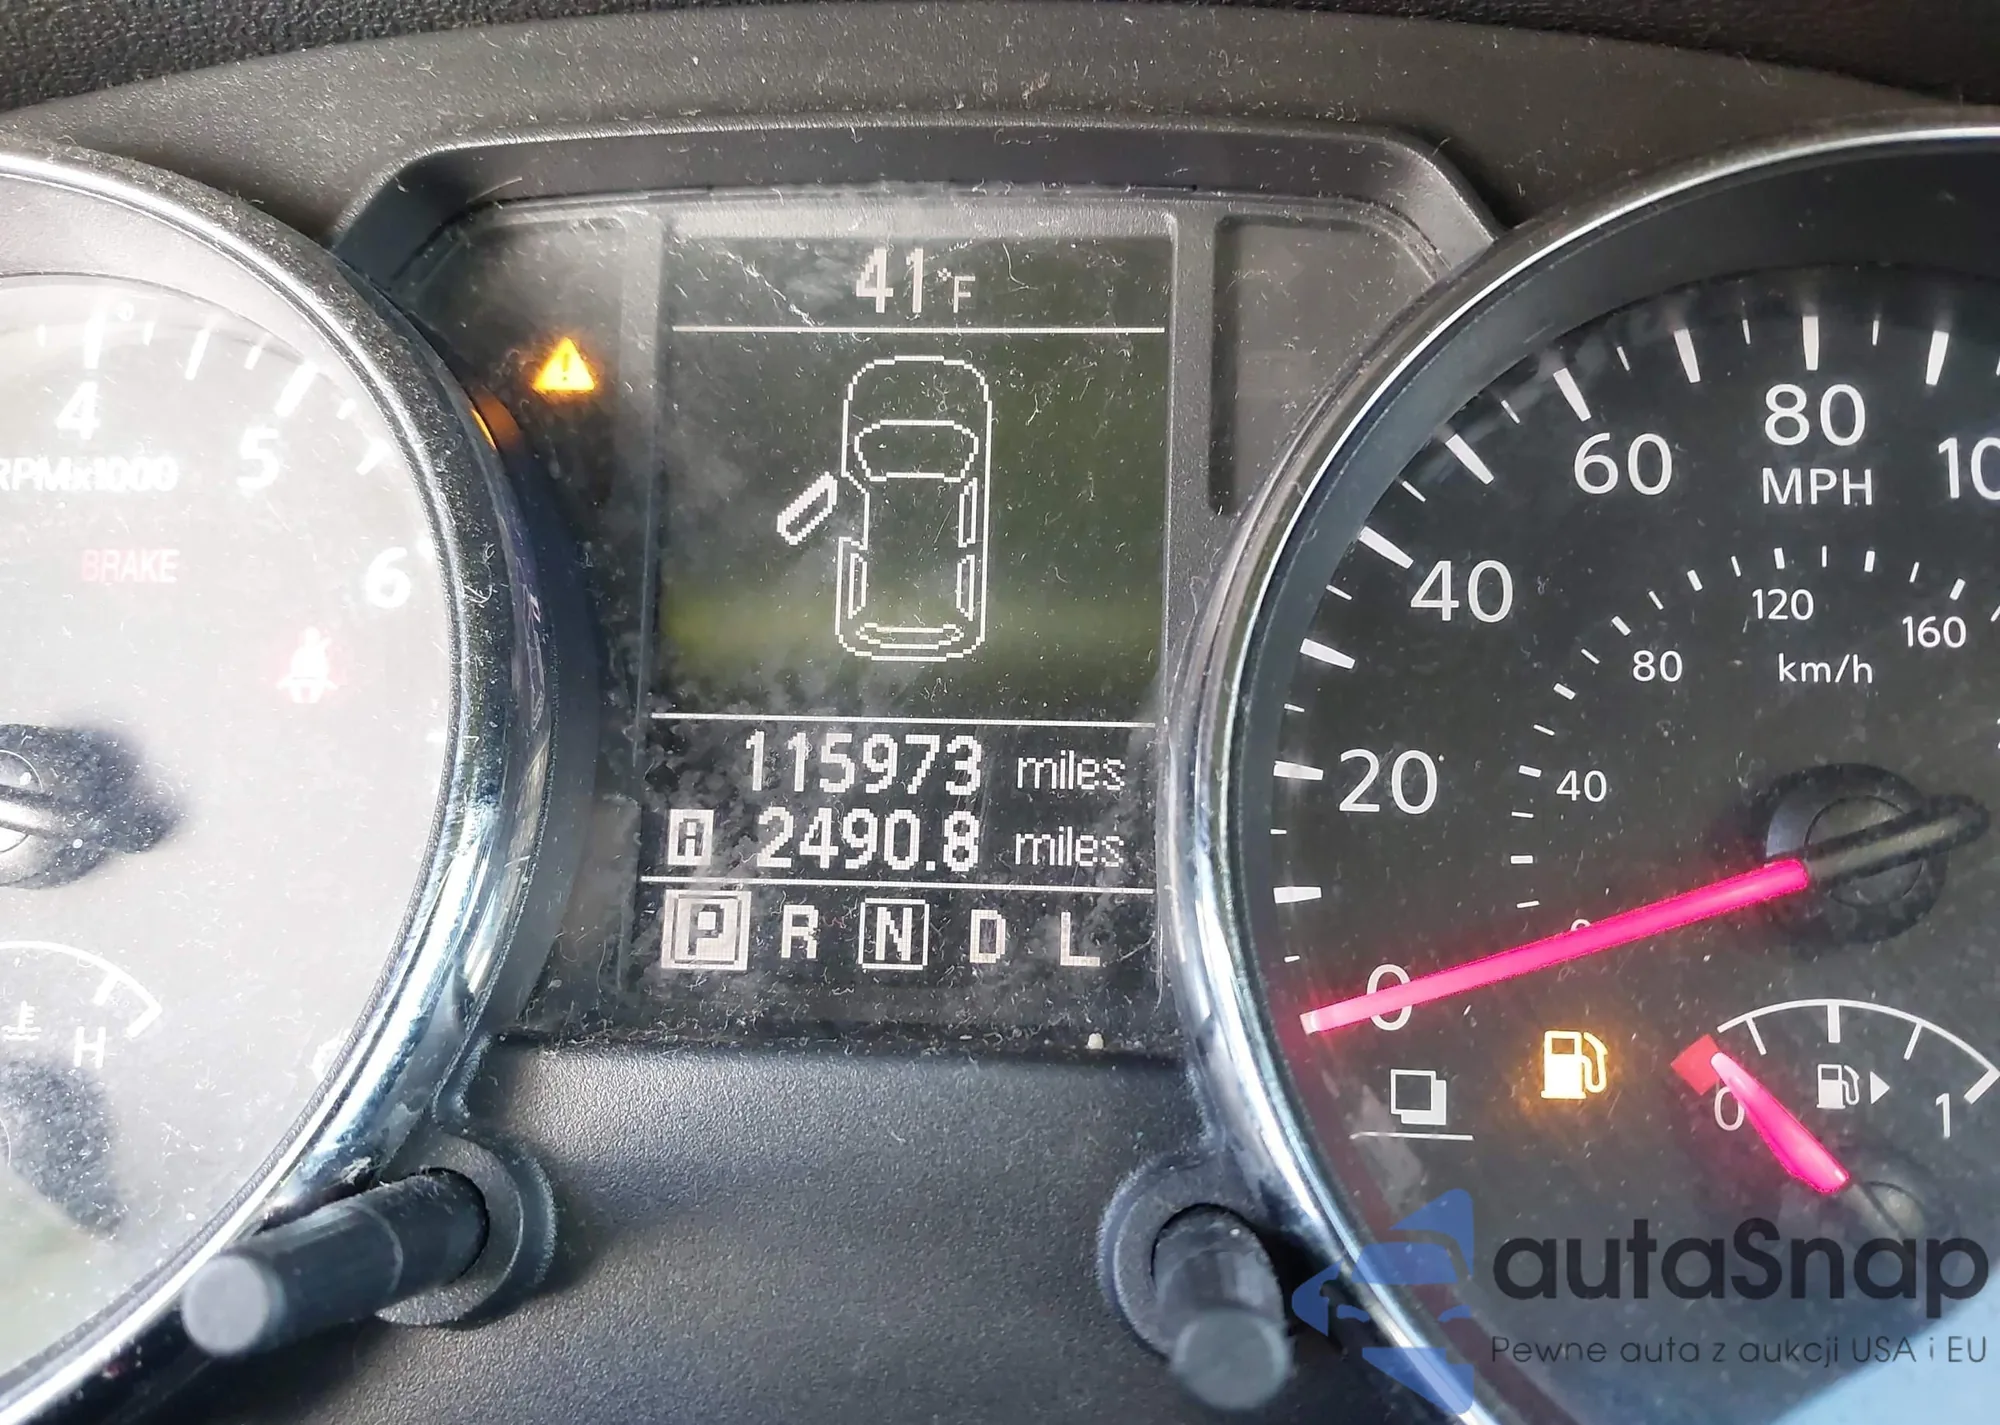 41°F
4
5
6
RPMx1000
BRAKE
H
115973 miles
A 2490.8 miles
P R N D L
0
20
40
60
80
MPH
40
80
120
160
km/h
0
1
autaSnap
Pewne auta z aukcji USA i EU